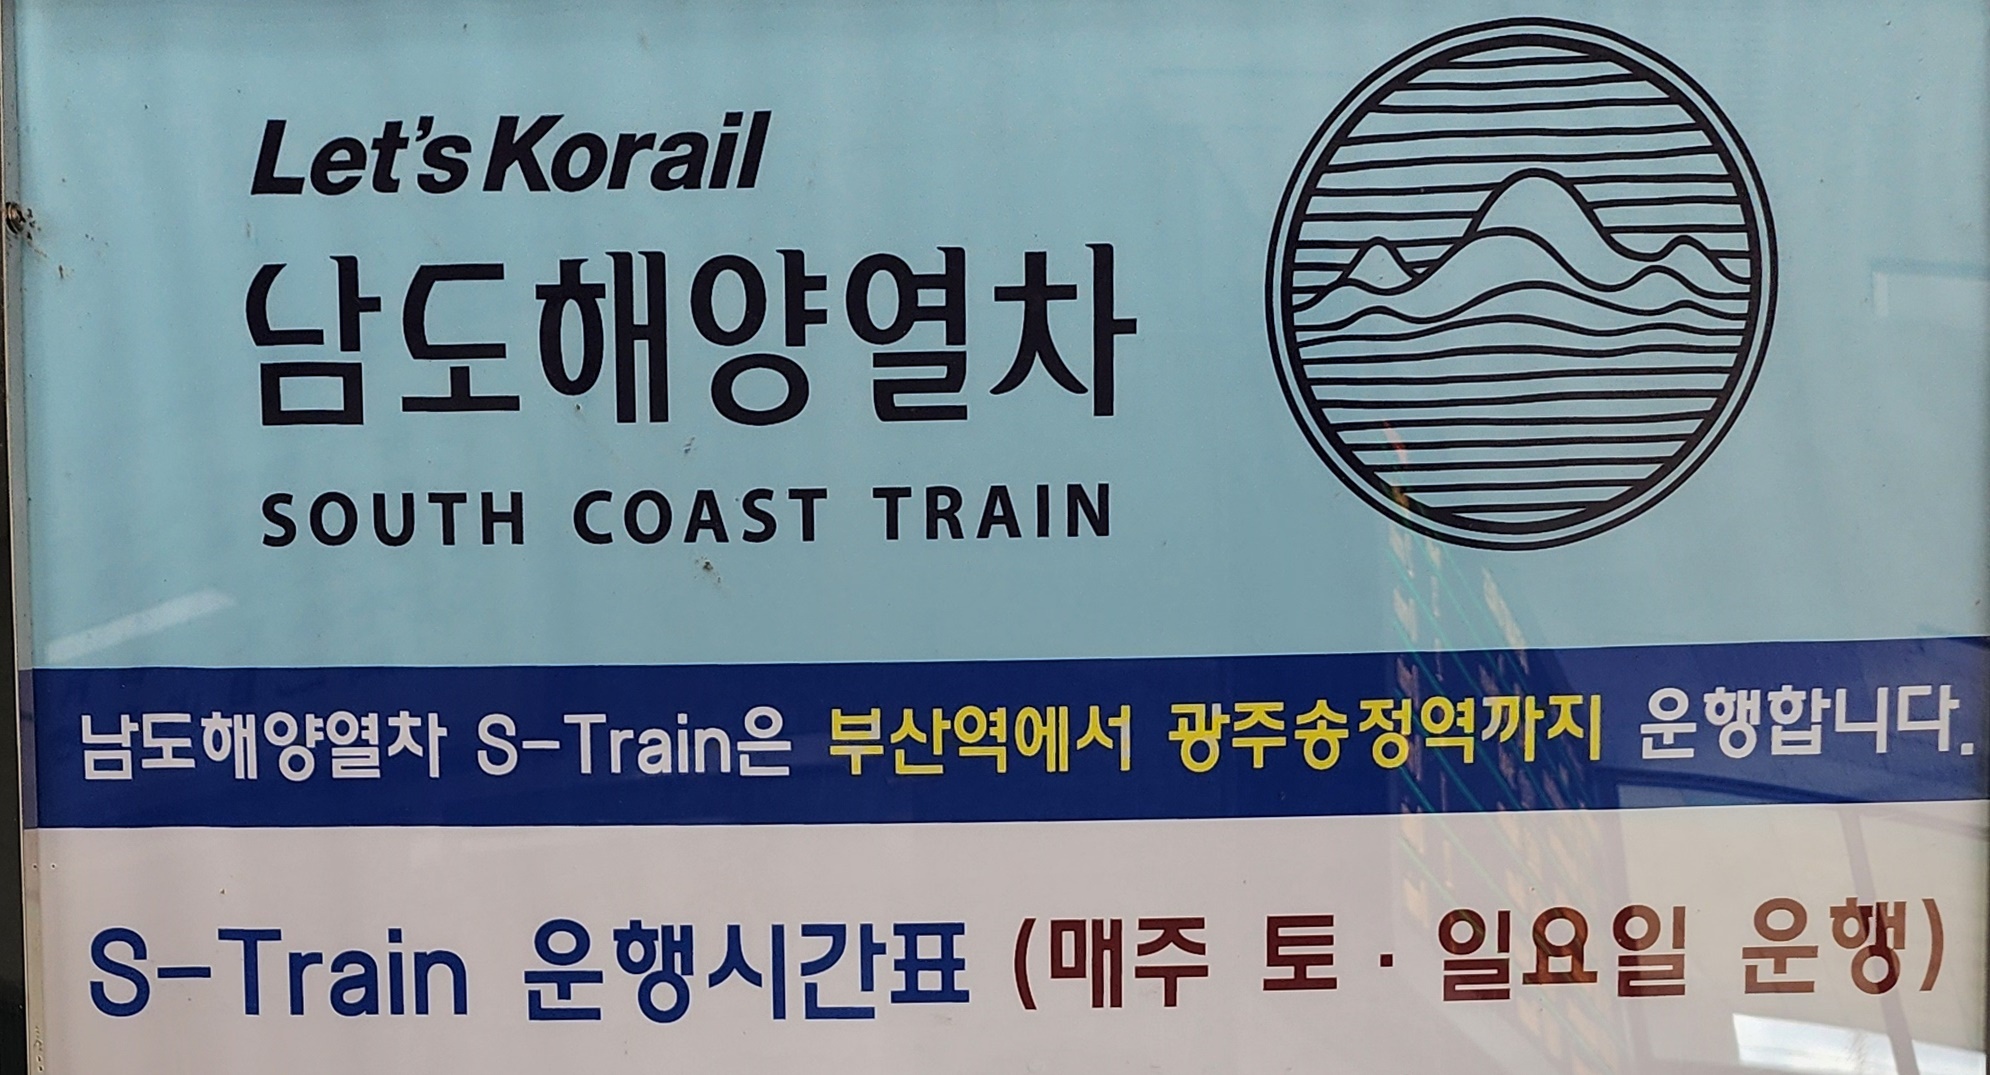 Let's Korail
남도해양열차
SOUTH COAST TRAIN
남도해양열차 S-Train은 부산역에서 광주송정역까지 운행합니다.
S-Train 운행시간표 (매주 토·일요일 운행)